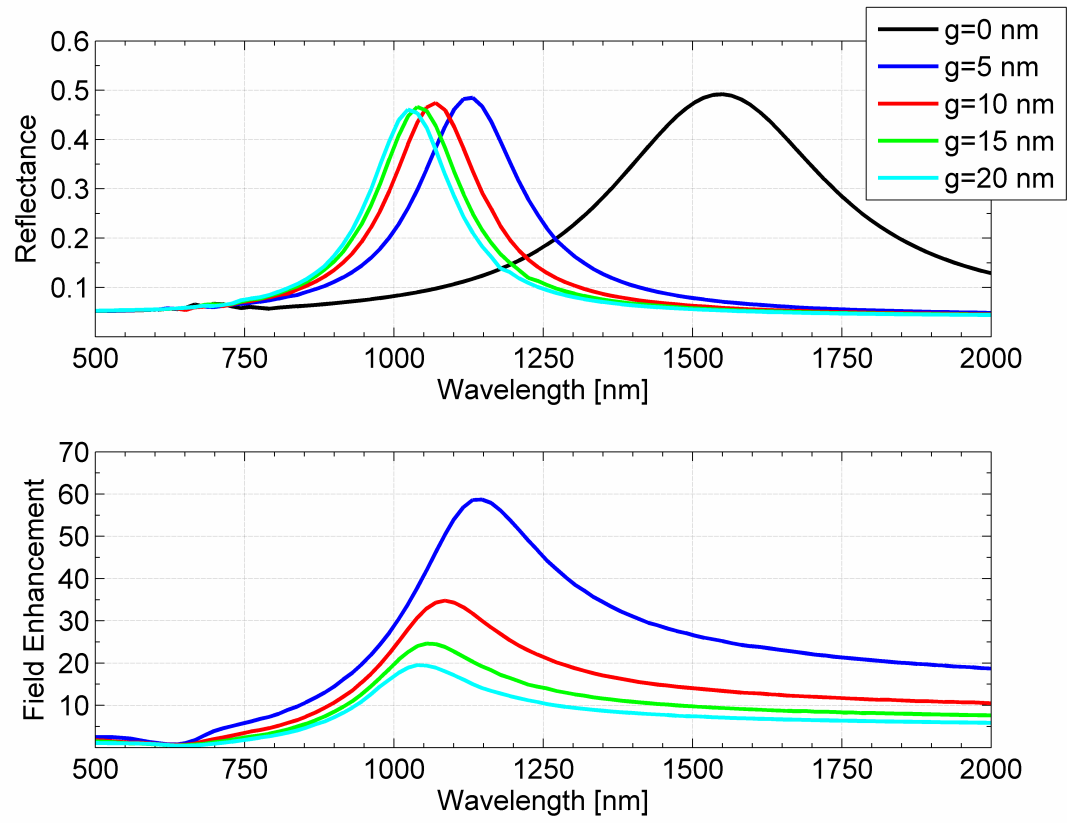 g=0 nm
g=5 nm
g=10 nm
g=15 nm
g=20 nm
0.6
0.5
0.4
0.3
0.2
0.1
Reflectance
500 750 1000 1250 1500 1750 2000
Wavelength [nm]
70
60
50
40
30
20
10
Field Enhancement
500 750 1000 1250 1500 1750 2000
Wavelength [nm]